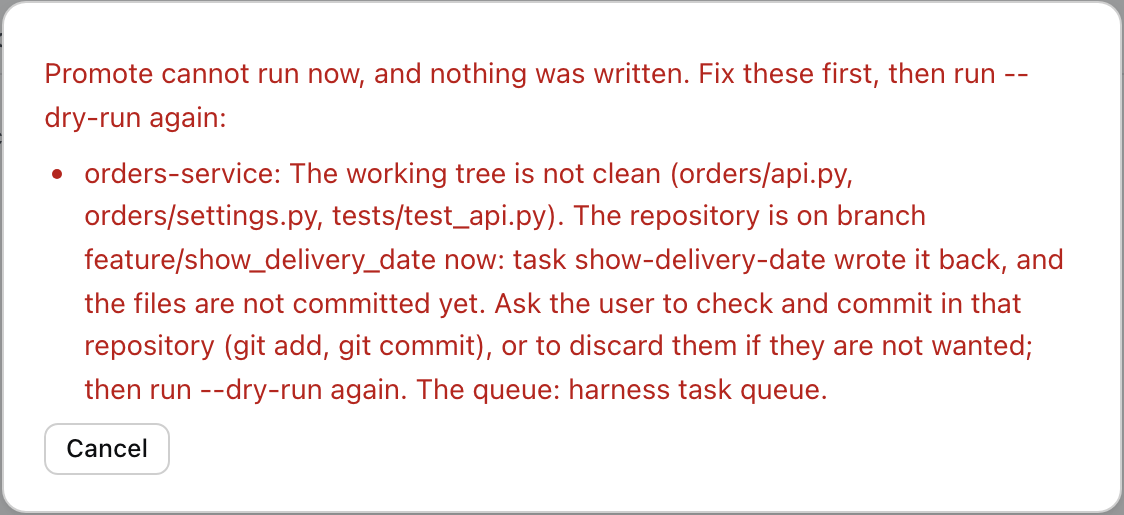 Promote cannot run now, and nothing was written. Fix these first, then run --
dry-run again:
• orders-service: The working tree is not clean (orders/api.py,
orders/settings.py, tests/test_api.py). The repository is on branch
feature/show_delivery_date now: task show-delivery-date wrote it back, and
the files are not committed yet. Ask the user to check and commit in that
repository (git add, git commit), or to discard them if they are not wanted;
then run --dry-run again. The queue: harness task queue.
Cancel